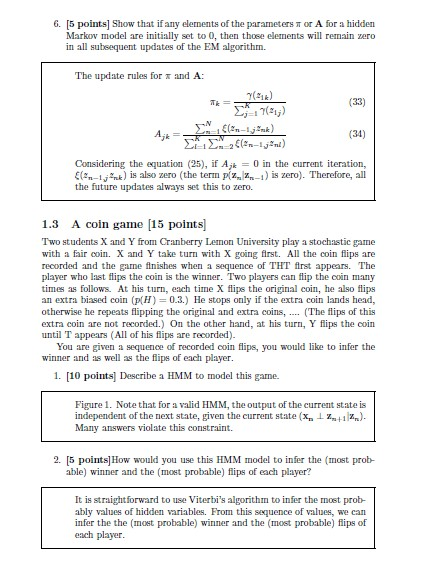 6. [5 points] Show that if any elements of the parameters π or A for a hidden
Markov model are initially set to 0, then those elements will remain zero
in all subsequent updates of the EM algorithm.
The update rules for π and A:
π_k = γ(z_{1k}) / ∑_{j=1}^{K} γ(z_{1j}) (33)
A_{jk} = ∑_{n=1}^{N} ξ(z_{n−1,j} z_{nk}) / ∑_{l=1}^{K} ∑_{n=2}^{N} ξ(z_{n−1,j} z_{nl}) (34)
Considering the equation (25), if A_{jk} = 0 in the current iteration,
ξ(z_{n−1,j} z_{nk}) is also zero (the term p(z_n|z_{n−1}) is zero). Therefore, all
the future updates always set this to zero.
1.3 A coin game [15 points]
Two students X and Y from Cranberry Lemon University play a stochastic game
with a fair coin. X and Y take turn with X going first. All the coin flips are
recorded and the game finishes when a sequence of THT first appears. The
player who last flips the coin is the winner. Two players can flip the coin many
times as follows. At his turn, each time X flips the original coin, he also flips
an extra biased coin (p(H) = 0.3.) He stops only if the extra coin lands head,
otherwise he repeats flipping the original and extra coins, .... (The flips of this
extra coin are not recorded.) On the other hand, at his turn, Y flips the coin
until T appears (All of his flips are recorded).
You are given a sequence of recorded coin flips, you would like to infer the
winner and as well as the flips of each player.
1. [10 points] Describe a HMM to model this game.
Figure 1. Note that for a valid HMM, the output of the current state is
independent of the next state, given the current state (x_n ⊥ z_{n+1}|z_n).
Many answers violate this constraint.
2. [5 points]How would you use this HMM model to infer the (most prob-
able) winner and the (most probable) flips of each player?
It is straightforward to use Viterbi's algorithm to infer the most prob-
ably values of hidden variables. From this sequence of values, we can
infer the the (most probable) winner and the (most probable) flips of
each player.